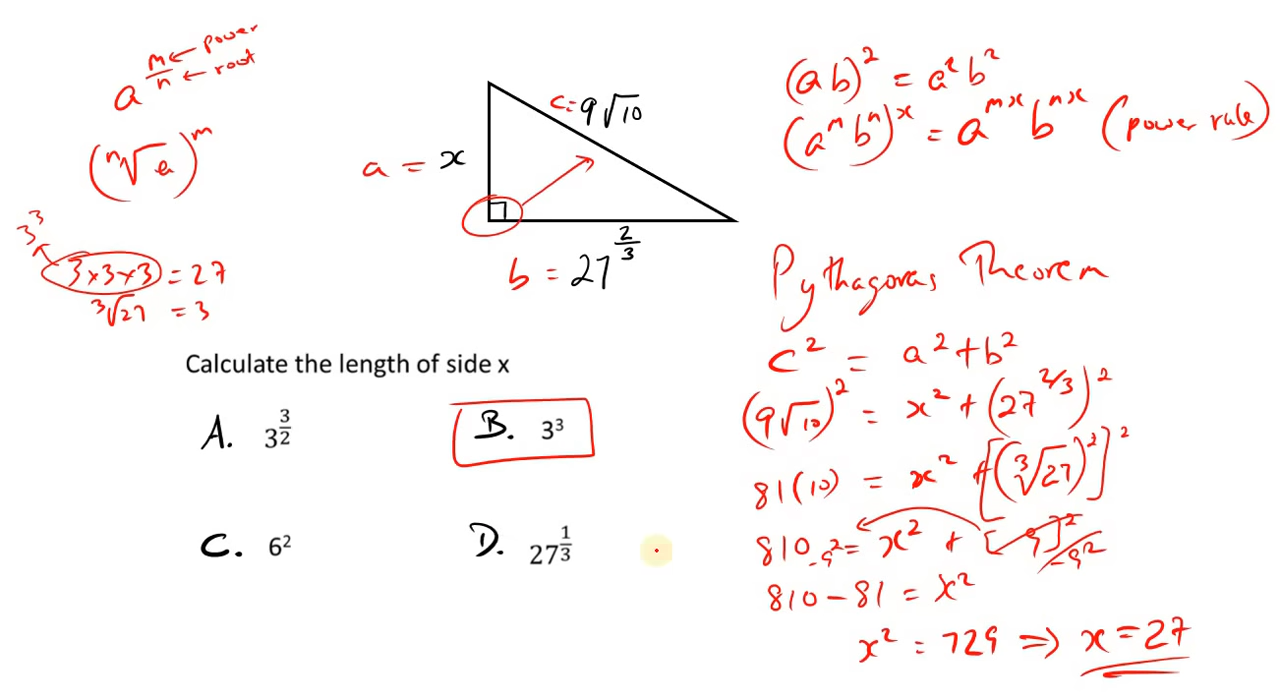 a^(m/n) ← power
← root
(ⁿ√a)^m
3³
3×3×3 = 27
³√27 = 3
c = 9√10
a = x
b = 27^(2/3)
Calculate the length of side x
A. 3^(3/2)
B. 3³
C. 6²
D. 27^(1/3)
(ab)² = a²b²
(a^m b^n)^x = a^(mx) b^(nx) (power rule)
Pythagoras Theorem
c² = a² + b²
(9√10)² = x² + (27^(2/3))²
81(10) = x² + [(³√27)²]²
810 - 9² = x² + [9]² - 9²
810 - 81 = x²
x² = 729 ⇒ x = 27